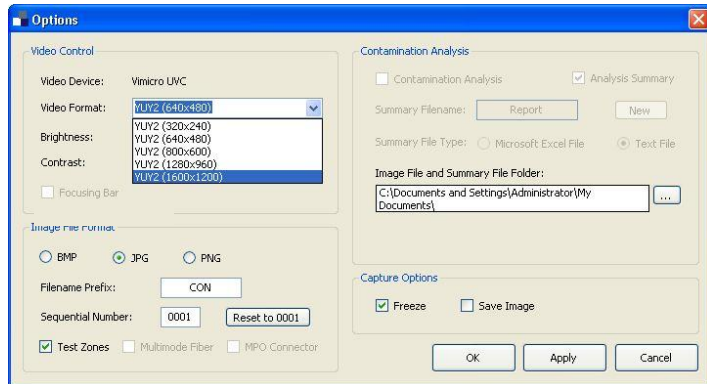 Options
Video Control
Video Device: Vimicro UVC
Video Format: YUY2 (640x480)
YUY2 (320x240)
YUY2 (640x480)
YUY2 (800x600)
YUY2 (1280x960)
YUY2 (1600x1200)
Brightness:
Contrast:
Focusing Bar
Image File Format
BMP JPG PNG
Filename Prefix: CON
Sequential Number: 0001 Reset to 0001
Test Zones Multimode Fiber MPO Connector
Contamination Analysis
Contamination Analysis Analysis Summary
Summary Filename: Report New
Summary File Type: Microsoft Excel File Text File
Image File and Summary File Folder:
C:\Documents and Settings\Administrator\My
Documents\ ...
Capture Options
Freeze Save Image
OK Apply Cancel